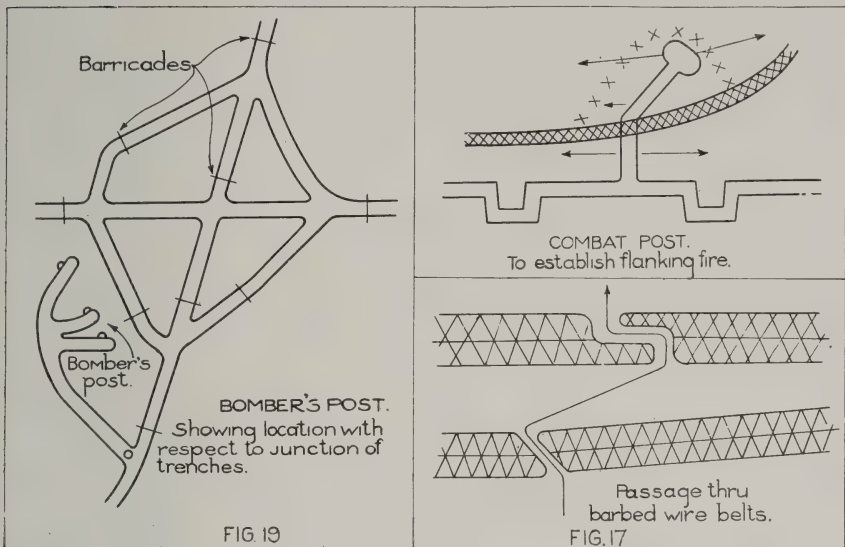 Barricades
Bomber's
post.
BOMBER'S POST.
Showing location with
respect to junction of
trenches.
FIG. 19
COMBAT POST.
To establish flanking fire.
Passage thru
barbed wire belts.
FIG. 17